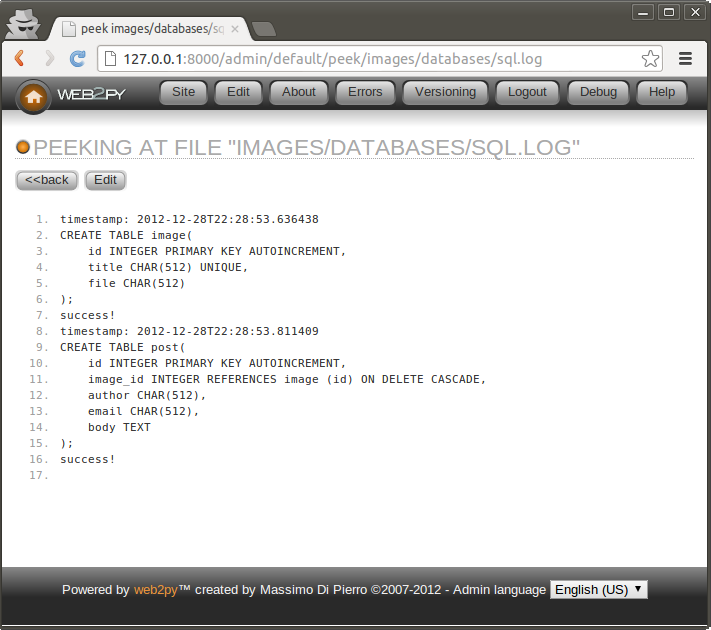 peek images/databases/sq
127.0.0.1:8000/admin/default/peek/images/databases/sql.log
WEB2PY Site Edit About Errors Versioning Logout Debug Help
PEEKING AT FILE "IMAGES/DATABASES/SQL.LOG"
<<back Edit
1. timestamp: 2012-12-28T22:28:53.636438
2. CREATE TABLE image(
3. id INTEGER PRIMARY KEY AUTOINCREMENT,
4. title CHAR(512) UNIQUE,
5. file CHAR(512)
6. );
7. success!
8. timestamp: 2012-12-28T22:28:53.811409
9. CREATE TABLE post(
10. id INTEGER PRIMARY KEY AUTOINCREMENT,
11. image_id INTEGER REFERENCES image (id) ON DELETE CASCADE,
12. author CHAR(512),
13. email CHAR(512),
14. body TEXT
15. );
16. success!
17.
Powered by web2py™ created by Massimo Di Pierro ©2007-2012 - Admin language English (US)